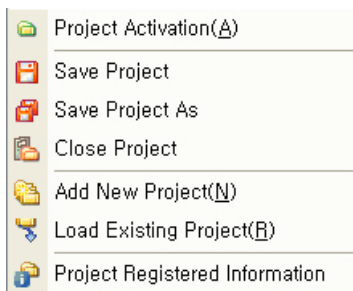 Project Activation(A)
Save Project
Save Project As
Close Project
Add New Project(N)
Load Existing Project(R)
Project Registered Information